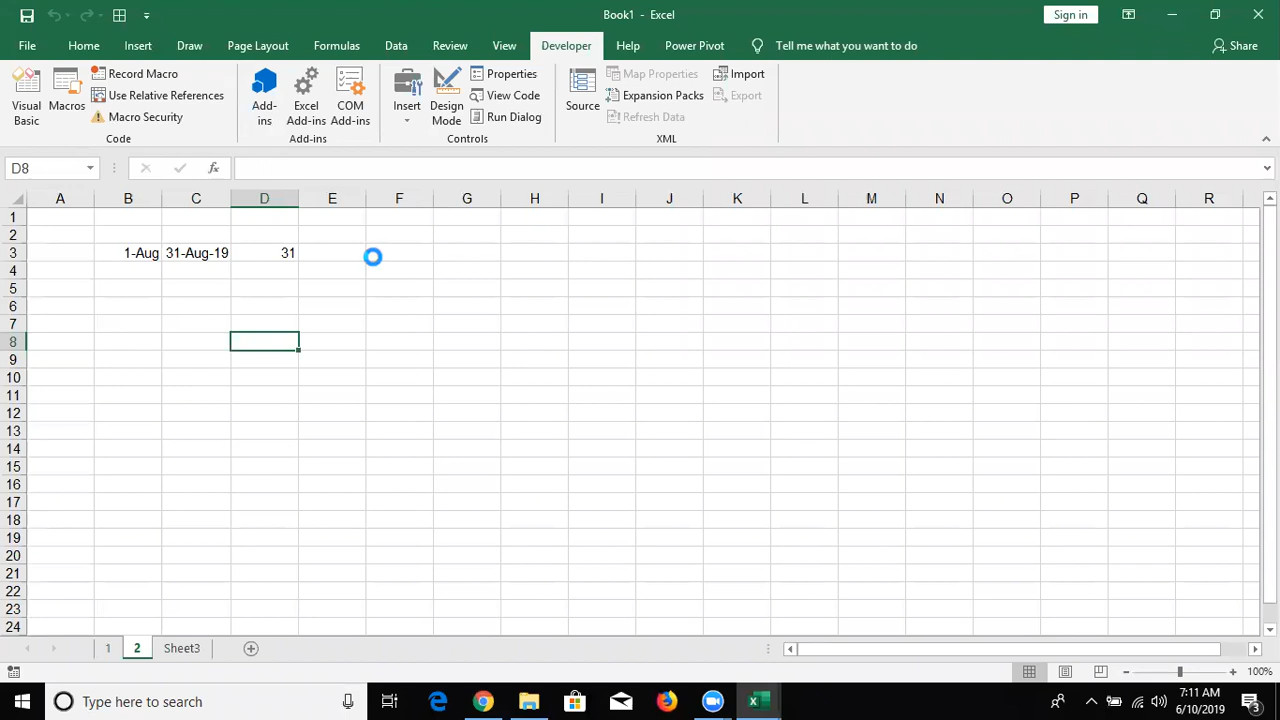 Book1 - Excel
Sign in
File Home Insert Draw Page Layout Formulas Data Review View Developer Help Power Pivot Tell me what you want to do Share
Visual Basic
Macros
Record Macro
Use Relative References
Macro Security
Code
Add-ins
Excel Add-ins
COM Add-ins
Add-ins
Insert
Design Mode
Properties
View Code
Run Dialog
Controls
Source
Map Properties
Expansion Packs
Refresh Data
Import
Export
XML
D8
fx
A B C D E F G H I J K L M N O P Q R
1
2
3 1-Aug 31-Aug-19 31
4
5
6
7
8
9
10
11
12
13
14
15
16
17
18
19
20
21
22
23
24
1 2 Sheet3
100%
Type here to search
7:11 AM
6/10/2019
3